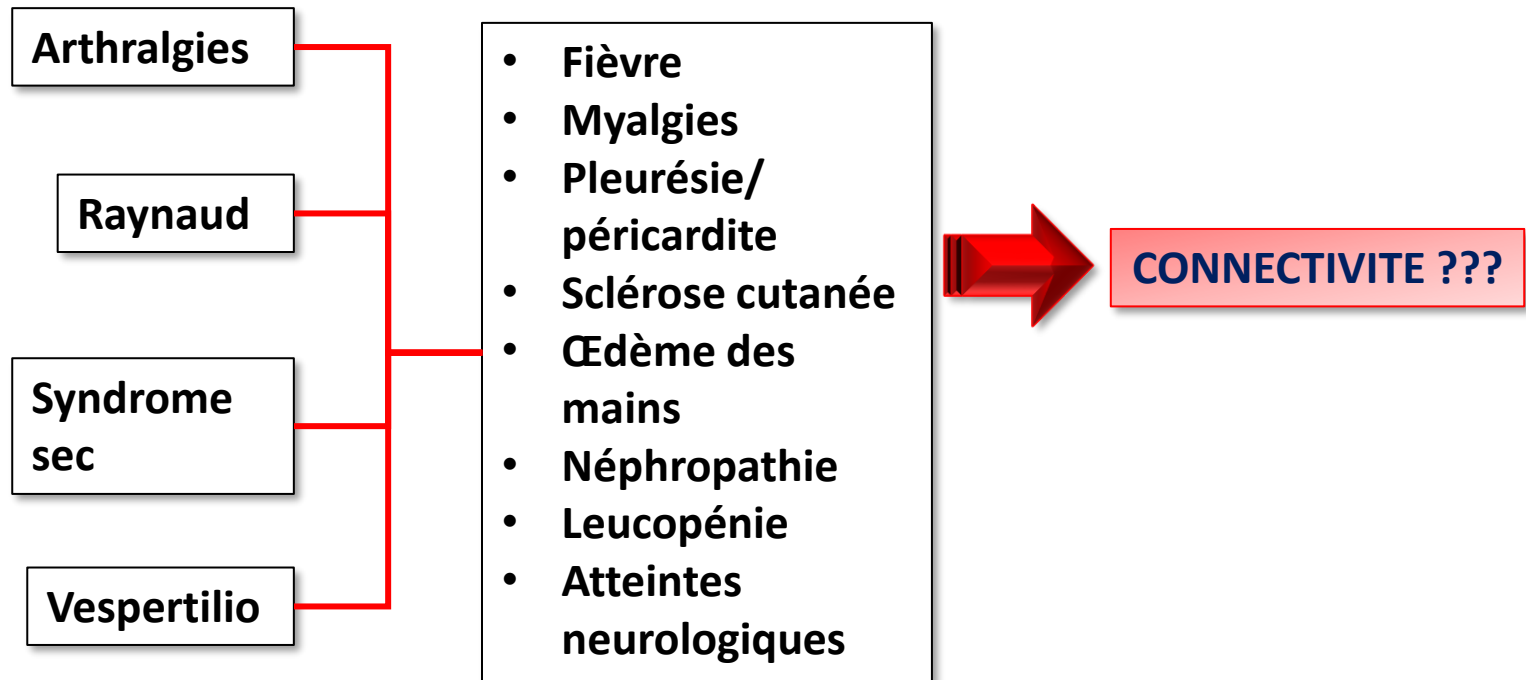 Arthralgies
Raynaud
Syndrome
sec
Vespertilio
• Fièvre
• Myalgies
• Pleurésie/
péricardite
• Sclérose cutanée
• Œdème des
mains
• Néphropathie
• Leucopénie
• Atteintes
neurologiques
CONNECTIVITE ???